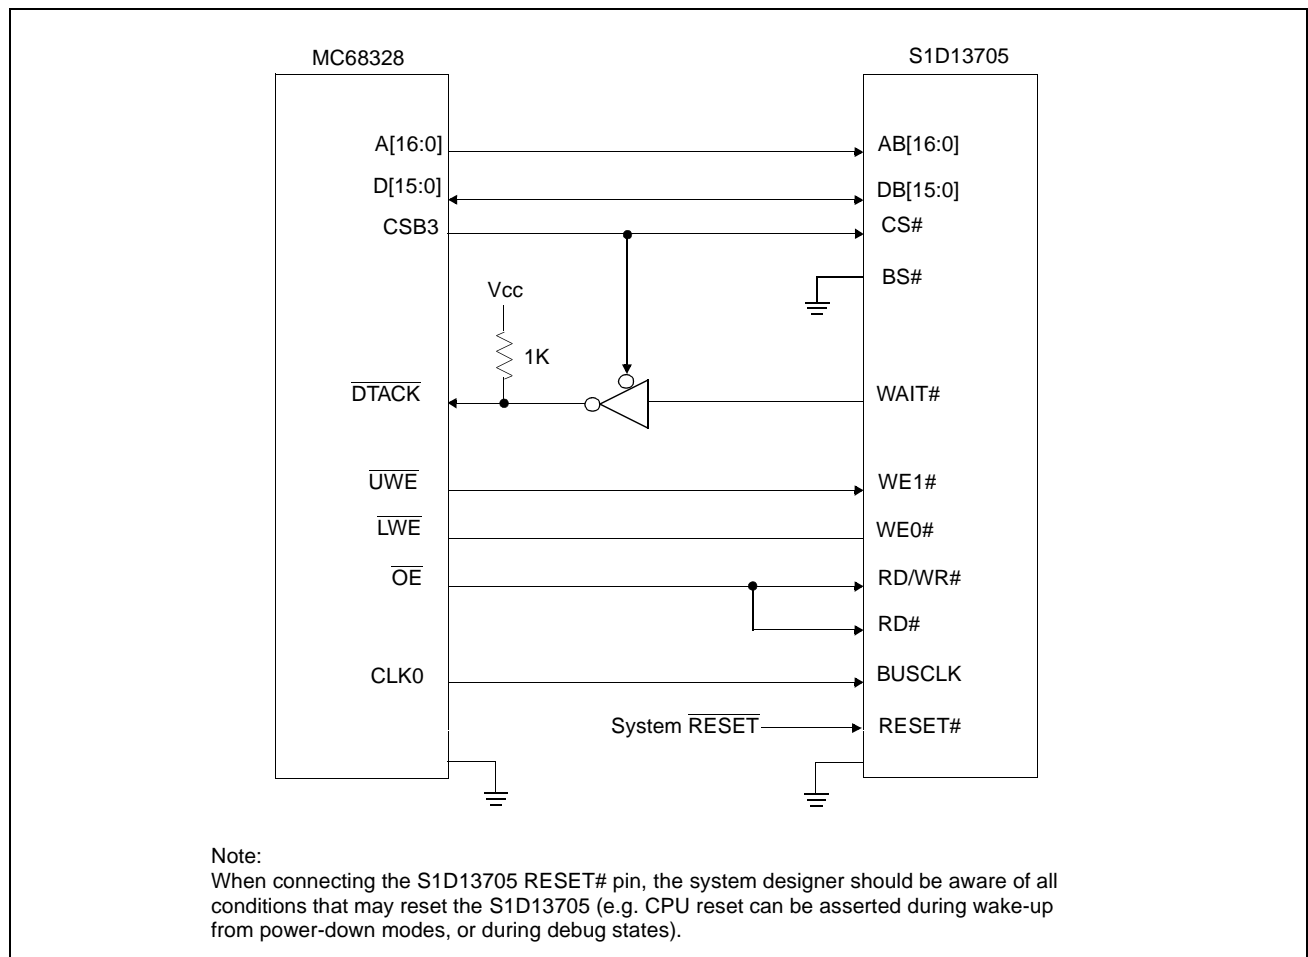 MC68328
S1D13705
A[16:0]
AB[16:0]
D[15:0]
DB[15:0]
CSB3
CS#
BS#
Vcc
1K
DTACK
WAIT#
UWE
WE1#
LWE
WE0#
OE
RD/WR#
RD#
CLK0
BUSCLK
System RESET
RESET#
Note:
When connecting the S1D13705 RESET# pin, the system designer should be aware of all
conditions that may reset the S1D13705 (e.g. CPU reset can be asserted during wake-up
from power-down modes, or during debug states).